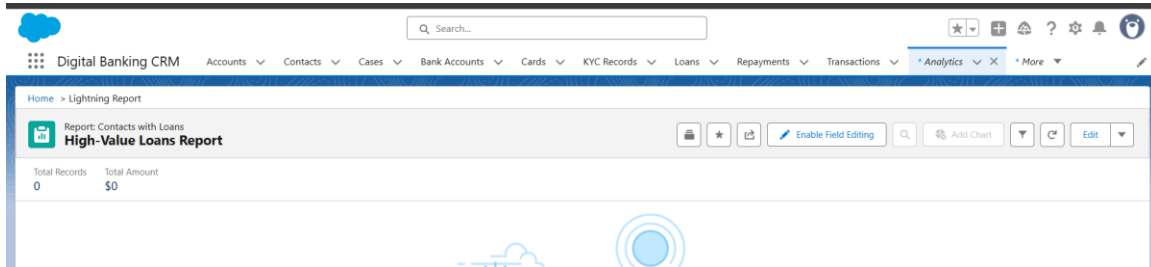 Search...
Digital Banking CRM Accounts Contacts Cases Bank Accounts Cards KYC Records Loans Repayments Transactions * Analytics * More
Home > Lightning Report
Report: Contacts with Loans
High-Value Loans Report
Enable Field Editing Add Chart Edit
Total Records Total Amount
0 $0